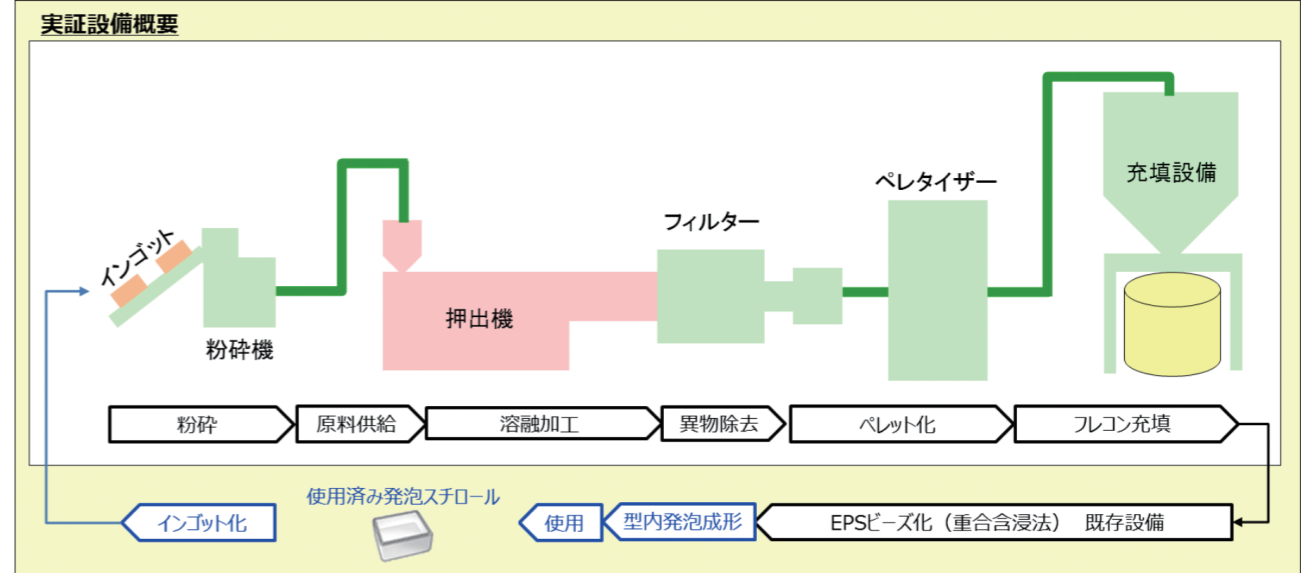 実証設備概要
充填設備
ペレタイザー
フィルター
インゴット
押出機
粉砕機
粉砕
原料供給
溶融加工
異物除去
ペレット化
フレコン充填
使用済み発泡スチロール
インゴット化
使用
型内発泡成形
EPSビーズ化（重合含浸法） 既存設備